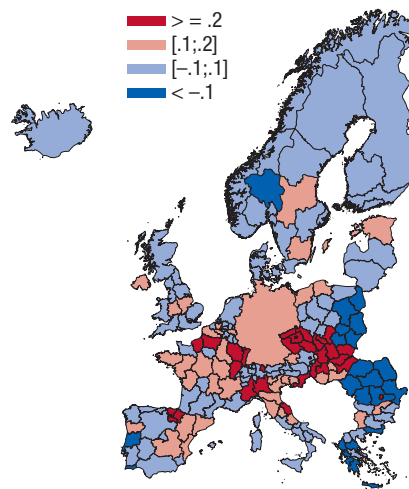 > = .2
[.1;.2]
[−.1;.1]
< −.1